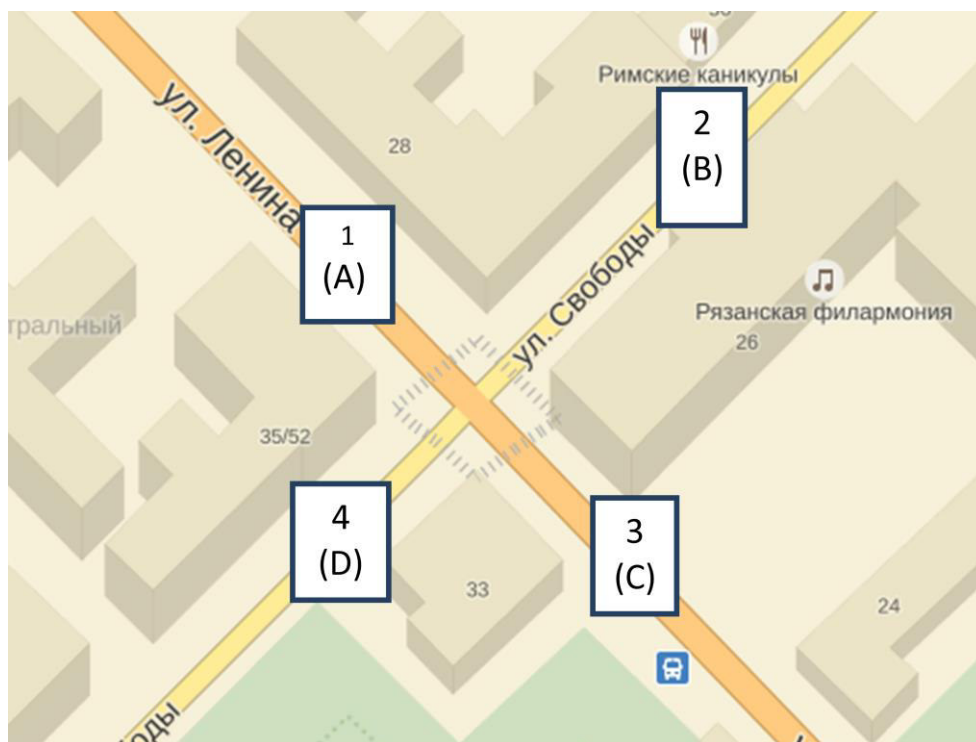 Римские каникулы
2
(B)
28
ул. Ленина
1
(A)
ул. Свободы
Рязанская филармония
26
тральный
35/52
4
(D)
3
(C)
33
24
боды